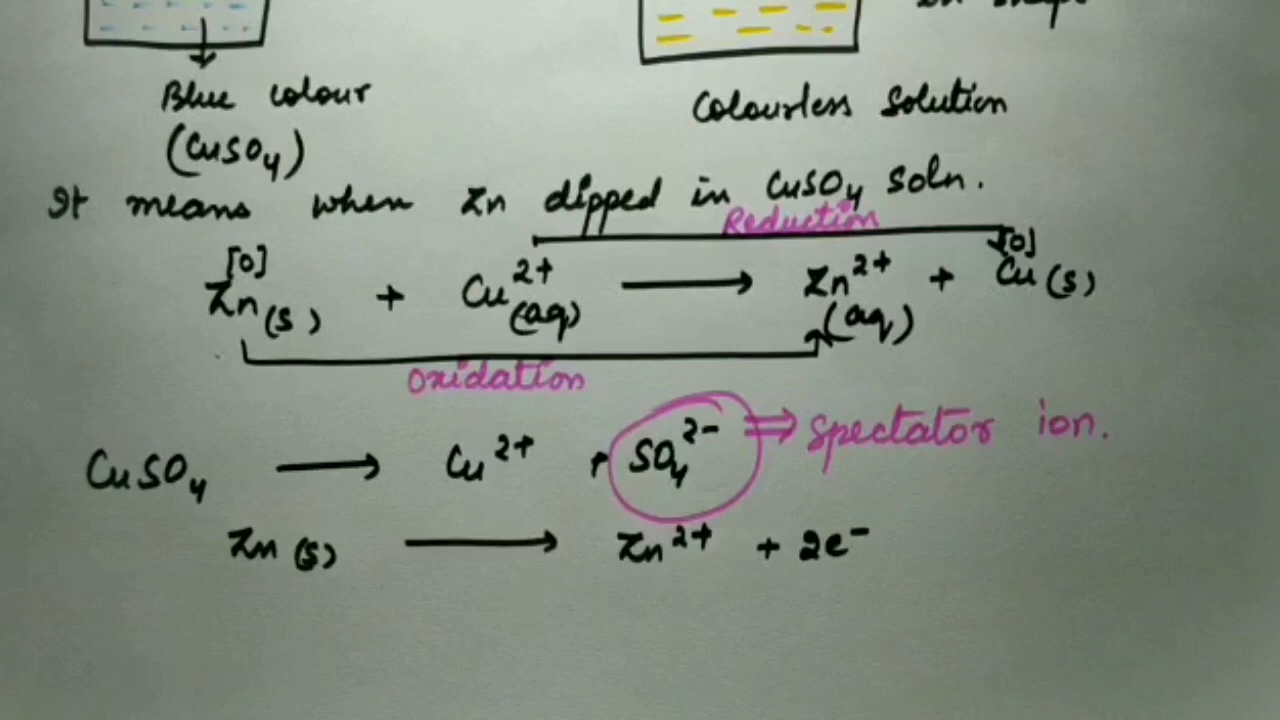 Blue colour
(CuSO₄)
Colourless solution
It means when Zn dipped in CuSO₄ soln.
Reduction
[0] [0]
Zn(s) + Cu²⁺(aq) ⟶ Zn²⁺(aq) + Cu(s)
Oxidation
CuSO₄ ⟶ Cu²⁺ + SO₄²⁻ ⇒ Spectator ion.
Zn(s) ⟶ Zn²⁺ + 2e⁻